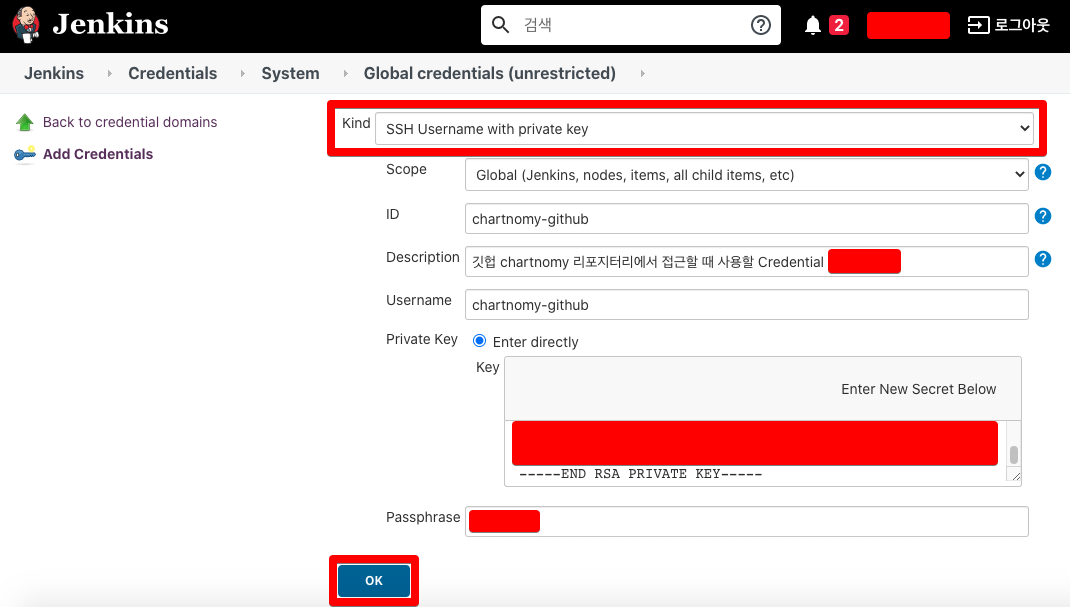 Jenkins
검색
2
로그아웃
Jenkins Credentials System Global credentials (unrestricted)
Back to credential domains
Add Credentials
Kind SSH Username with private key
Scope Global (Jenkins, nodes, items, all child items, etc)
ID chartnomy-github
Description 깃헙 chartnomy 리포지터리에서 접근할 때 사용할 Credential
Username chartnomy-github
Private Key Enter directly
Key
Enter New Secret Below
-----END RSA PRIVATE KEY-----
Passphrase
OK